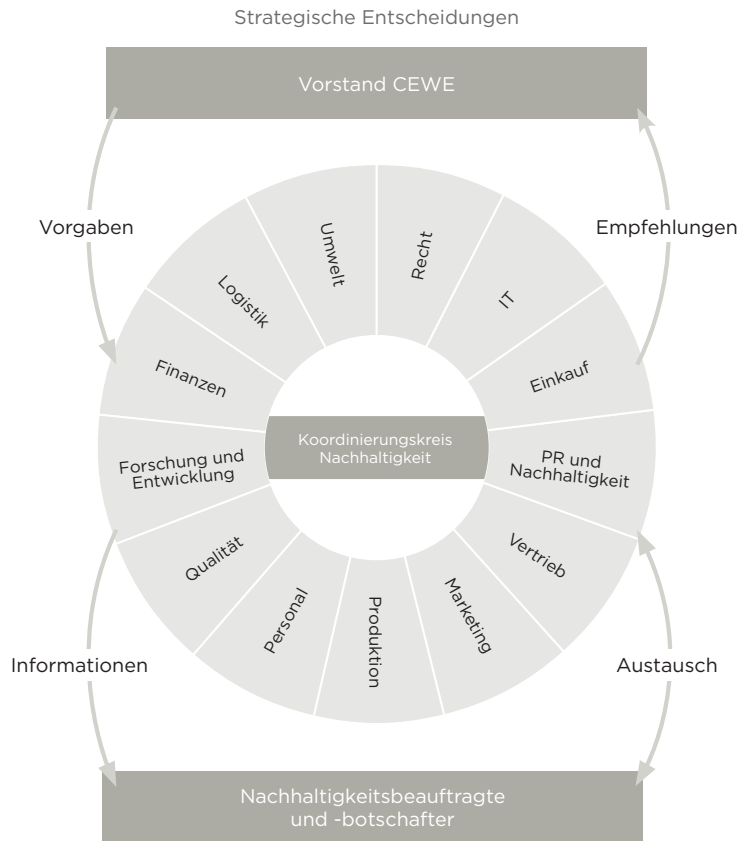 Strategische Entscheidungen
Vorstand CEWE
Vorgaben
Empfehlungen
Umwelt
Recht
Logistik
IT
Finanzen
Einkauf
Koordinierungskreis
Nachhaltigkeit
Forschung und
Entwicklung
PR und
Nachhaltigkeit
Qualität
Vertrieb
Personal
Produktion
Marketing
Informationen
Austausch
Nachhaltigkeitsbeauftragte
und -botschafter